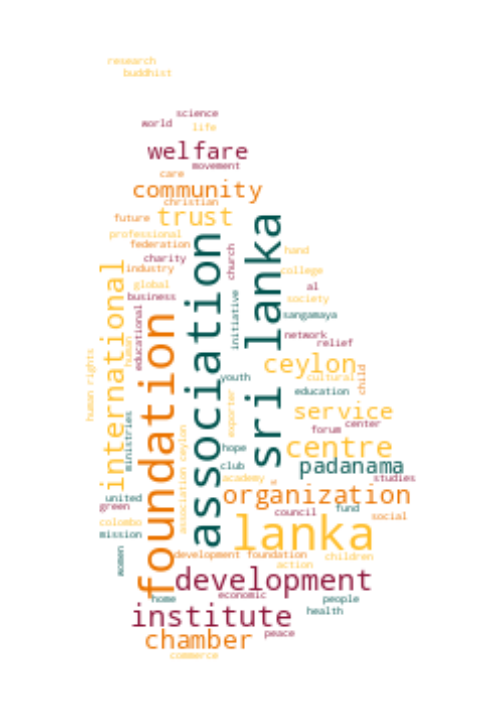 research
buddhist
science
world
life
welfare
movement
care
community
christian
future
trust
professional
federation
church
hand
charity
industry
college
international
global
al
business
society
educational
initiative
sangamaya
foundation
association
sri lanka
network
relief
human rights
human
ceylon
youth
cultural
child
education
exporter
service
ministries
forum
center
association ceylon
hope
centre
club
padanama
academy
studies
united
organization
green
fund
council
colombo
social
lanka
mission
women
development foundation
children
action
development
home
economic
people
institute
health
chamber
peace
commerce